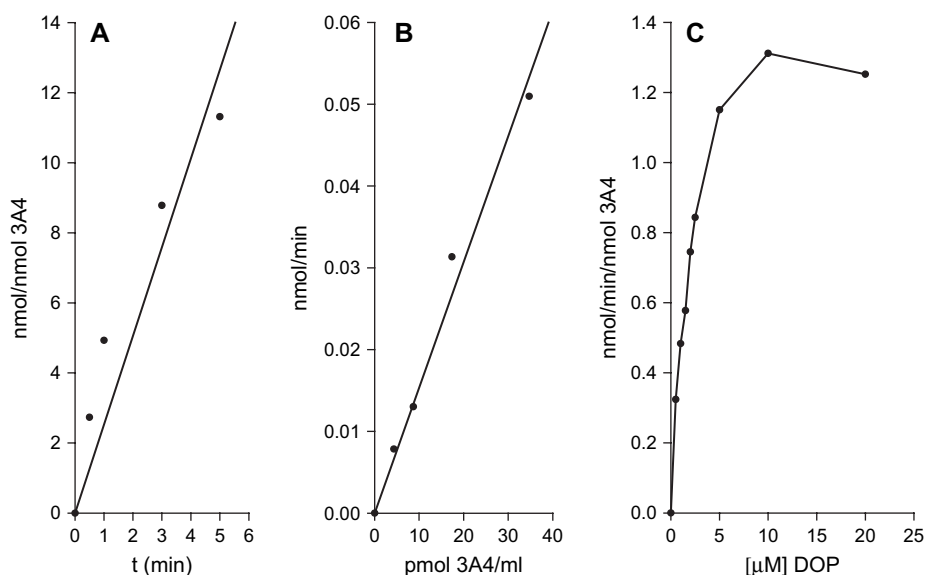 A
14
12
10
8
6
4
2
0
nmol/nmol 3A4
0 1 2 3 4 5 6
t (min)
B
0.06
0.05
0.04
0.03
0.02
0.01
0.00
nmol/min
0 10 20 30 40
pmol 3A4/ml
C
1.4
1.2
1.0
0.8
0.6
0.4
0.2
0.0
nmol/min/nmol 3A4
0 5 10 15 20 25
[μM] DOP